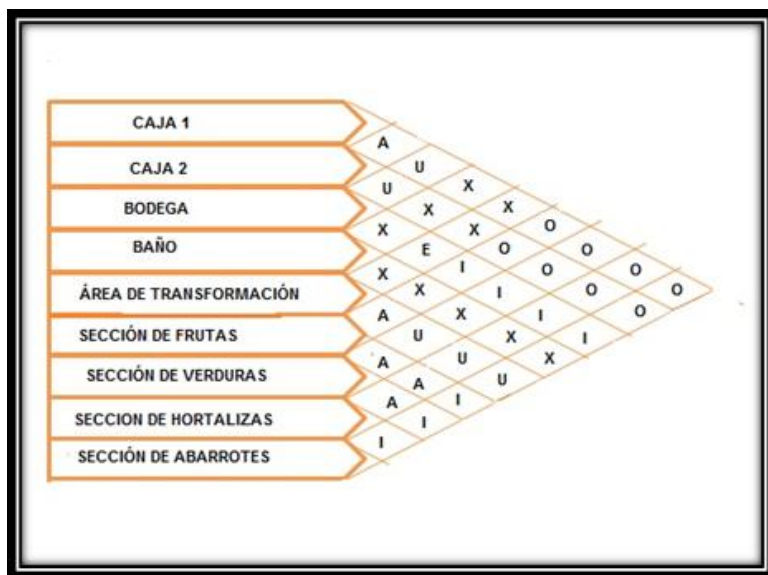 CAJA 1
CAJA 2
BODEGA
BAÑO
ÁREA DE TRANSFORMACIÓN
SECCIÓN DE FRUTAS
SECCIÓN DE VERDURAS
SECCION DE HORTALIZAS
SECCIÓN DE ABARROTES
A
U
U X
X X
X X O
E O O
X I O O
X I O O
A X I O
U X I
A U X
A U
A I
I
I